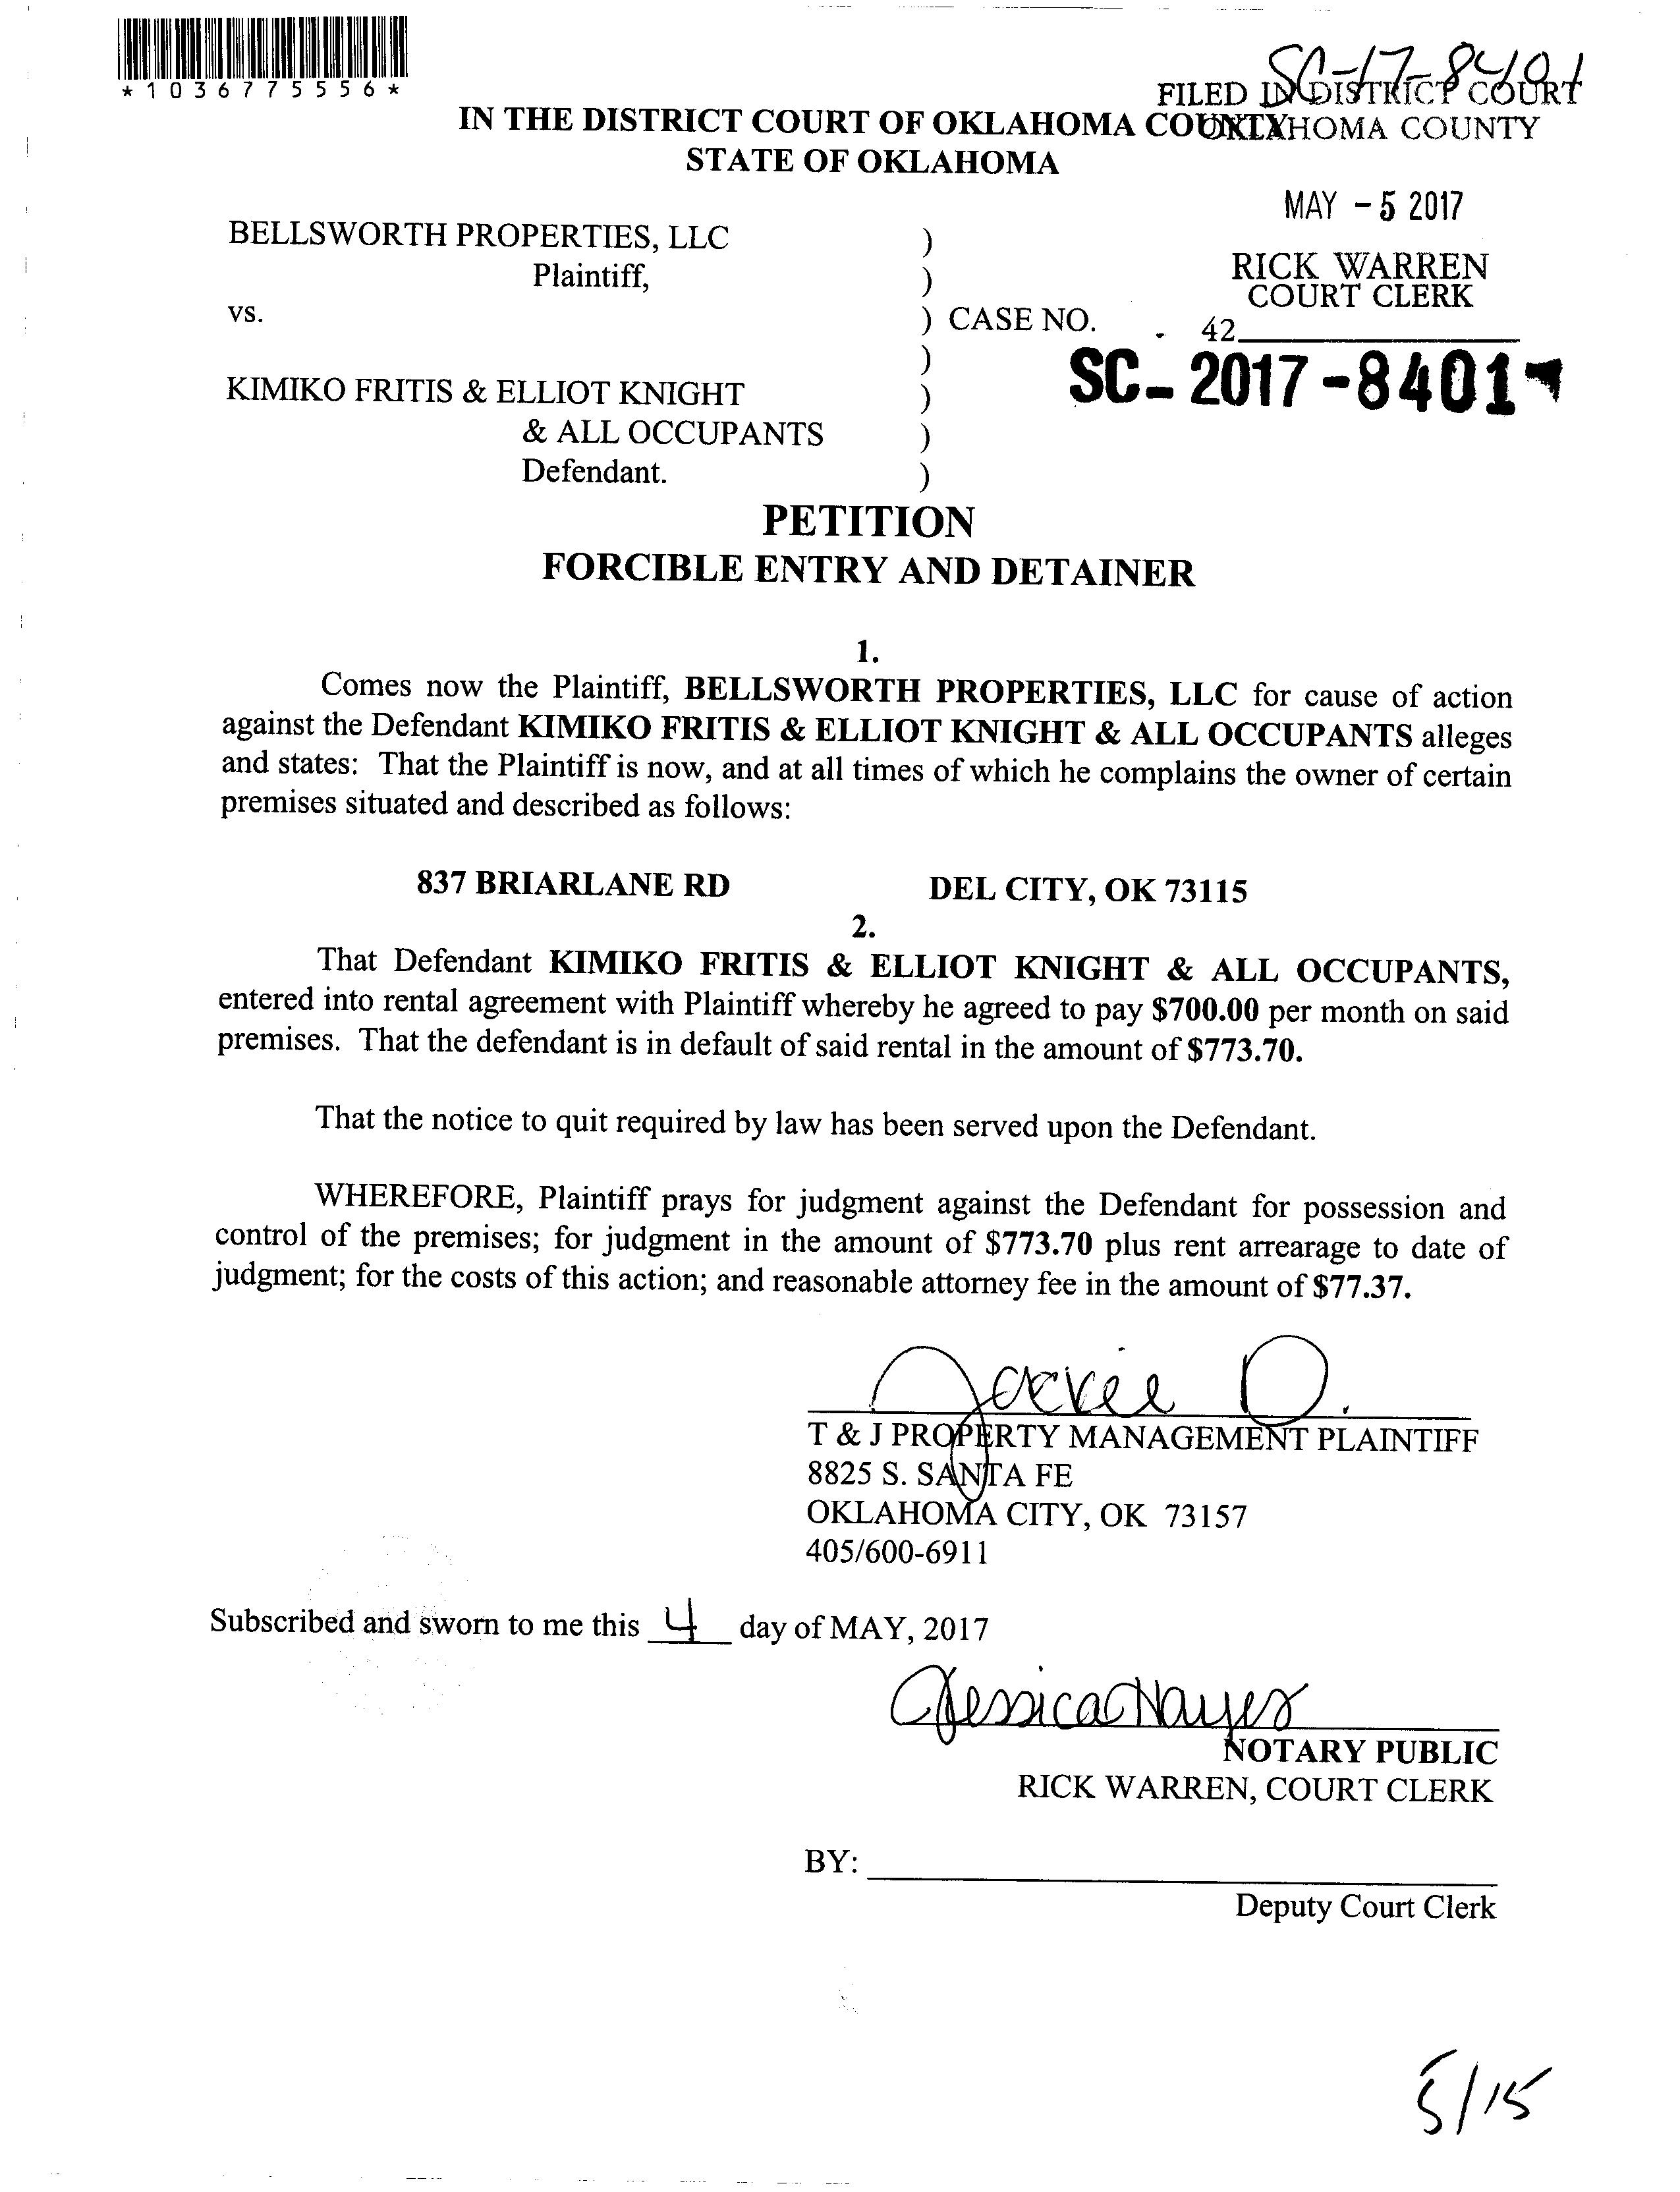 *1036775556*
SC-17-8401
FILED IN DISTRICT COURT
OKLAHOMA COUNTY
IN THE DISTRICT COURT OF OKLAHOMA COUNTY
STATE OF OKLAHOMA
MAY -5 2017
RICK WARREN
COURT CLERK
42
BELLSWORTH PROPERTIES, LLC )
Plaintiff, )
vs. ) CASE NO.
)
SC- 2017-8401
KIMIKO FRITIS & ELLIOT KNIGHT )
& ALL OCCUPANTS )
Defendant. )
PETITION
FORCIBLE ENTRY AND DETAINER
1.
Comes now the Plaintiff, BELLSWORTH PROPERTIES, LLC for cause of action
against the Defendant KIMIKO FRITIS & ELLIOT KNIGHT & ALL OCCUPANTS alleges
and states: That the Plaintiff is now, and at all times of which he complains the owner of certain
premises situated and described as follows:
837 BRIARLANE RD DEL CITY, OK 73115
2.
That Defendant KIMIKO FRITIS & ELLIOT KNIGHT & ALL OCCUPANTS,
entered into rental agreement with Plaintiff whereby he agreed to pay $700.00 per month on said
premises. That the defendant is in default of said rental in the amount of $773.70.
That the notice to quit required by law has been served upon the Defendant.
WHEREFORE, Plaintiff prays for judgment against the Defendant for possession and
control of the premises; for judgment in the amount of $773.70 plus rent arrearage to date of
judgment; for the costs of this action; and reasonable attorney fee in the amount of $77.37.
Jackie D.
T & J PROPERTY MANAGEMENT PLAINTIFF
8825 S. SANTA FE
OKLAHOMA CITY, OK 73157
405/600-6911
Subscribed and sworn to me this 4 day of MAY, 2017
Jessica Hayes
NOTARY PUBLIC
RICK WARREN, COURT CLERK
BY:
Deputy Court Clerk
5/15